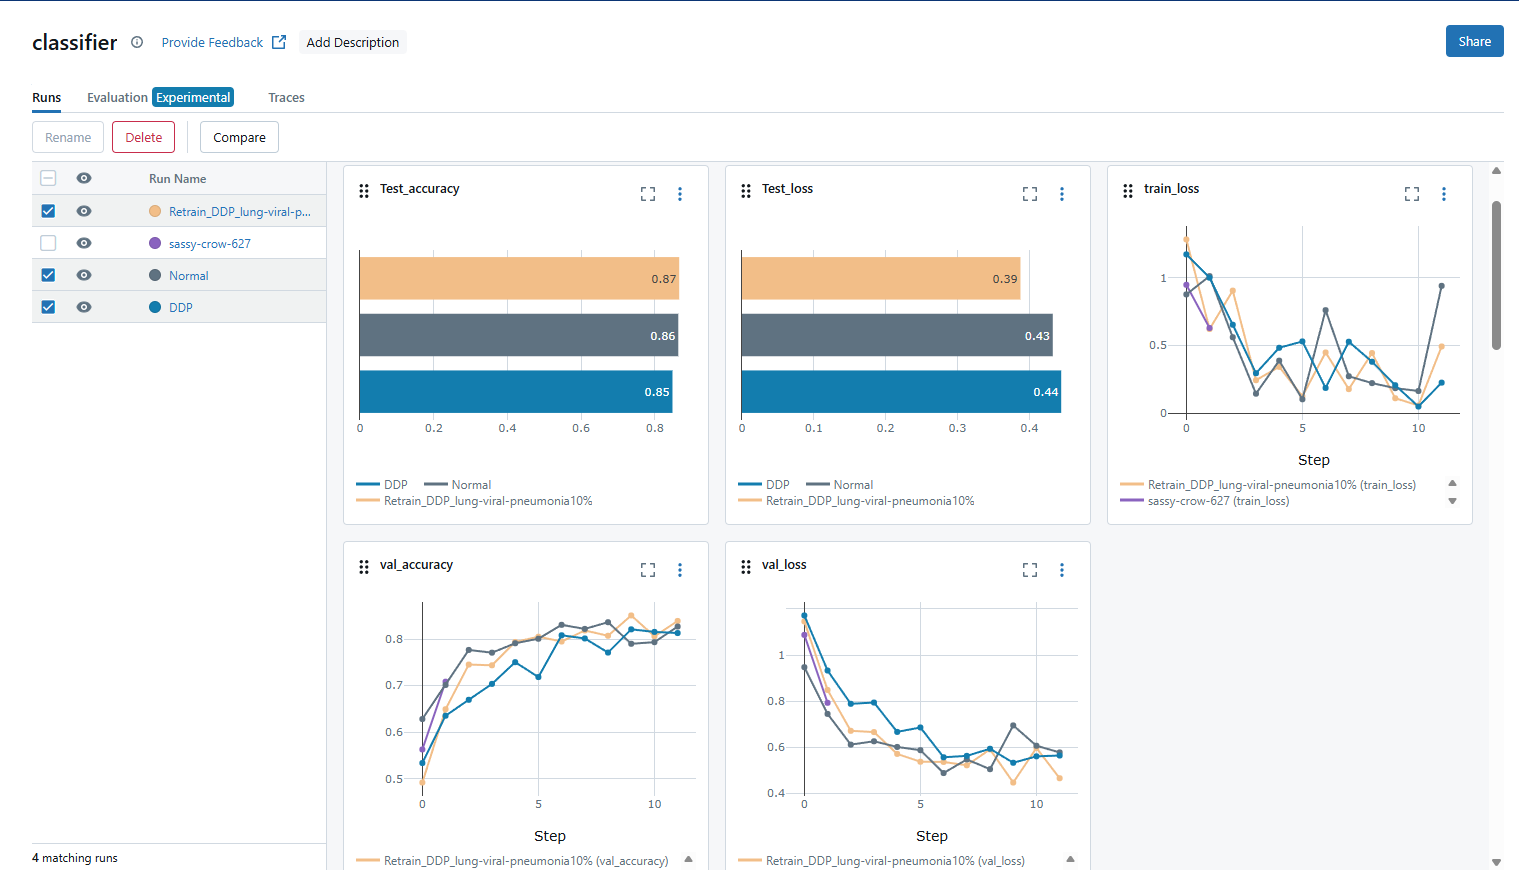 classifier Provide Feedback Add Description
Share
Runs Evaluation Experimental Traces
Rename Delete Compare
Run Name
Retrain_DDP_lung-viral-p...
sassy-crow-627
Normal
DDP
4 matching runs
Test_accuracy
0.87
0.86
0.85
0 0.2 0.4 0.6 0.8
DDP Normal
Retrain_DDP_lung-viral-pneumonia10%
Test_loss
0.39
0.43
0.44
0 0.1 0.2 0.3 0.4
DDP Normal
Retrain_DDP_lung-viral-pneumonia10%
train_loss
1
0.5
0
0 5 10
Step
Retrain_DDP_lung-viral-pneumonia10% (train_loss)
sassy-crow-627 (train_loss)
val_accuracy
0.8
0.7
0.6
0.5
0 5 10
Step
Retrain_DDP_lung-viral-pneumonia10% (val_accuracy)
val_loss
1
0.8
0.6
0.4
0 5 10
Step
Retrain_DDP_lung-viral-pneumonia10% (val_loss)